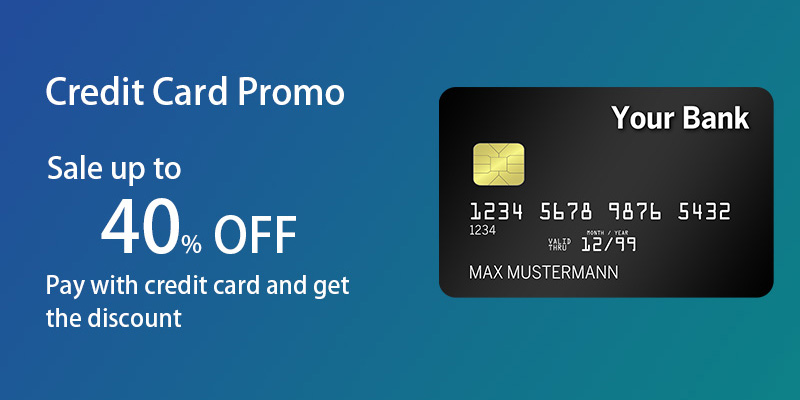 Credit Card Promo
Sale up to
40% OFF
Pay with credit card and get
the discount
Your Bank
1234 5678 9876 5432
1234
MONTH / YEAR
VALID
THRU 12/99
MAX MUSTERMANN